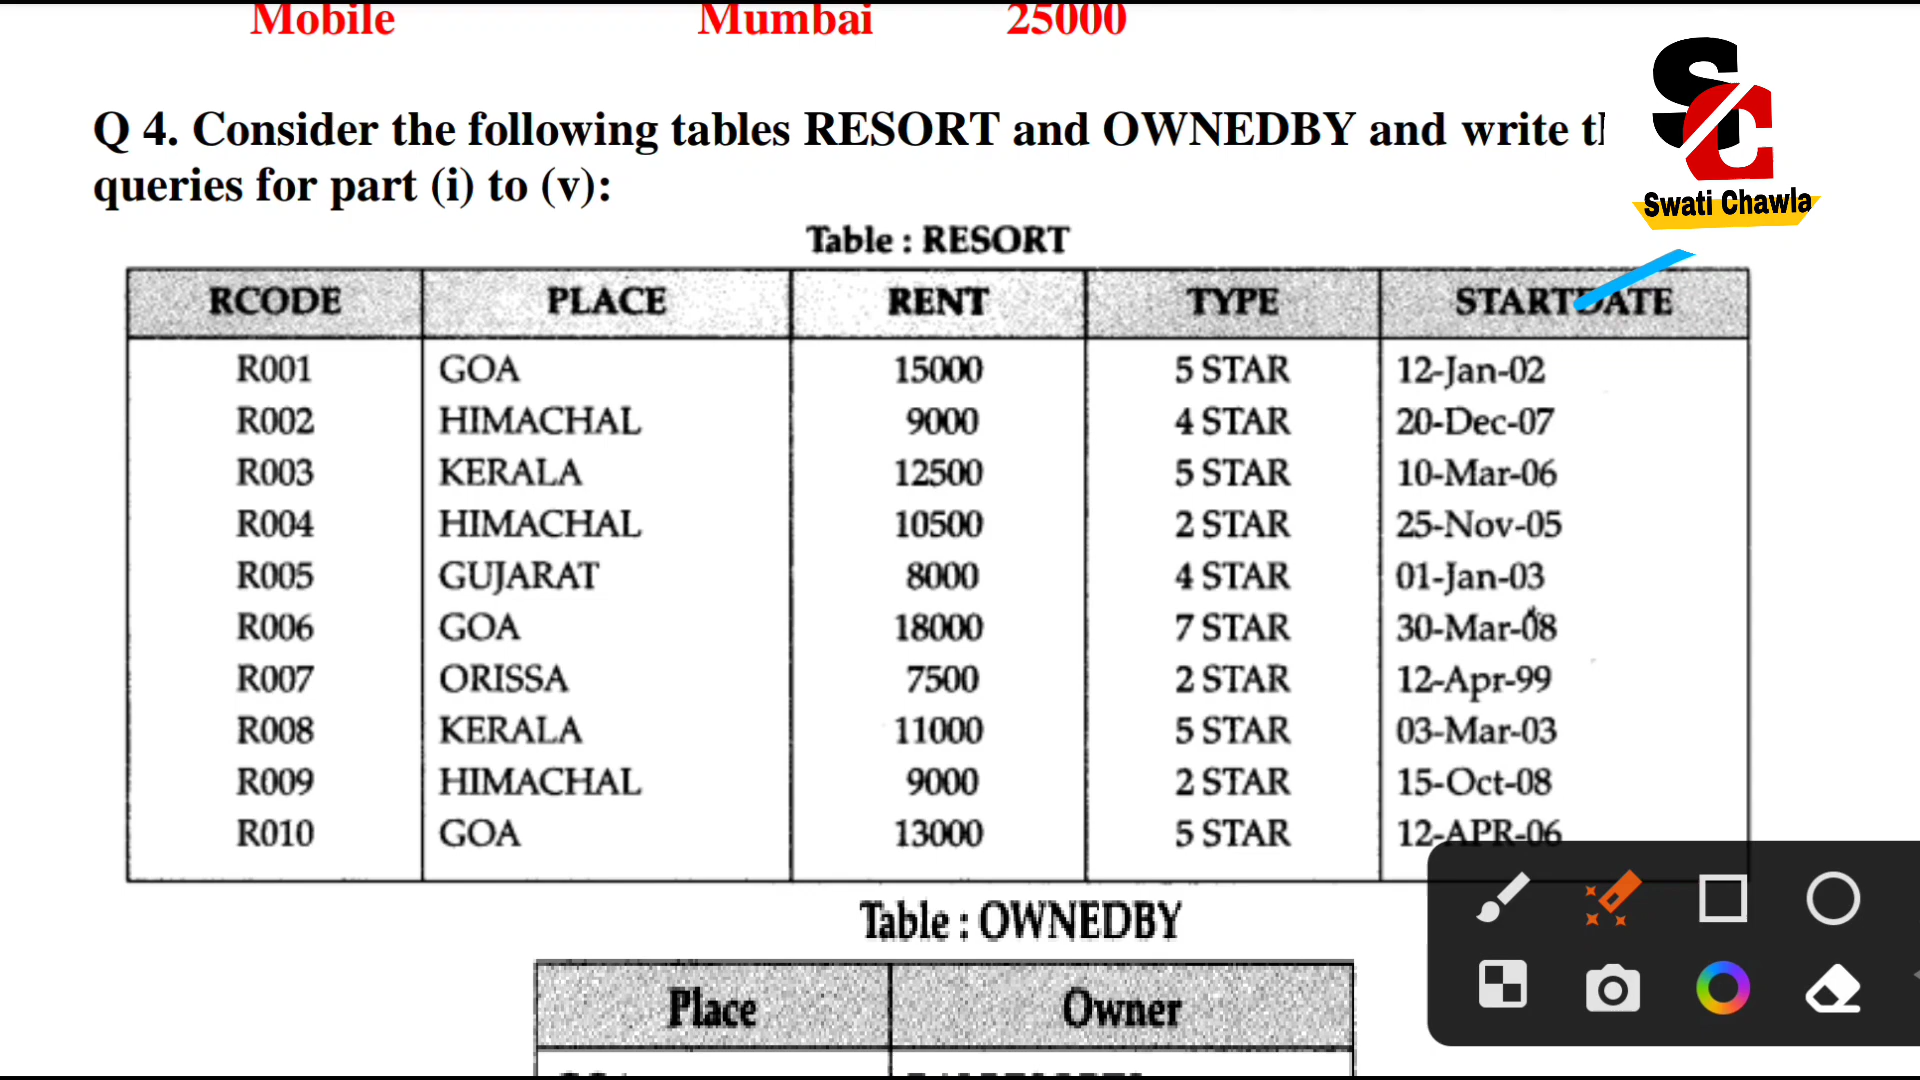 Mobile Mumbai 25000
Q 4. Consider the following tables RESORT and OWNEDBY and write
queries for part (i) to (v):
SC
Swati Chawla
Table : RESORT
RCODE PLACE RENT TYPE STARTDATE
R001 GOA 15000 5 STAR 12-Jan-02
R002 HIMACHAL 9000 4 STAR 20-Dec-07
R003 KERALA 12500 5 STAR 10-Mar-06
R004 HIMACHAL 10500 2 STAR 25-Nov-05
R005 GUJARAT 8000 4 STAR 01-Jan-03
R006 GOA 18000 7 STAR 30-Mar-08
R007 ORISSA 7500 2 STAR 12-Apr-99
R008 KERALA 11000 5 STAR 03-Mar-03
R009 HIMACHAL 9000 2 STAR 15-Oct-08
R010 GOA 13000 5 STAR 12-APR-06
Table : OWNEDBY
Place Owner